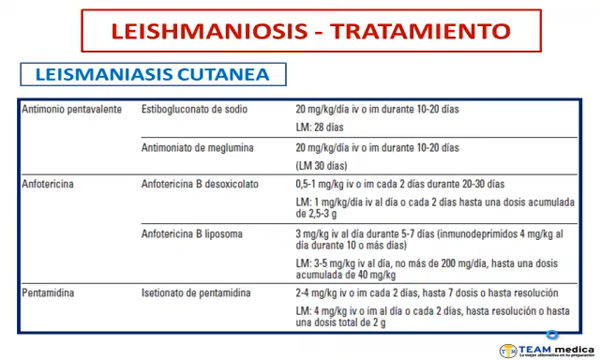 LEISHMANIOSIS - TRATAMIENTO
LEISMANIASIS CUTANEA
Antimonio pentavalente Estibogluconato de sodio 20 mg/kg/día iv o im durante 10-20 días
LM: 28 días
Antimoniato de meglumina 20 mg/kg/día iv o im durante 10-20 días
(LM 30 días)
Anfotericina Anfotericina B desoxicolato 0,5-1 mg/kg iv o im cada 2 días durante 20-30 días
LM: 1 mg/kg/día iv al día o cada 2 días hasta una dosis acumulada
de 2,5-3 g
Anfotericina B liposoma 3 mg/kg iv al día durante 5-7 días (inmunodeprimidos 4 mg/kg al
día durante 10 o más días)
LM: 3-5 mg/kg iv al día, no más de 200 mg/día, hasta una dosis
acumulada de 40 mg/kg
Pentamidina Isetionato de pentamidina 2-4 mg/kg iv o im cada 2 días, hasta 7 dosis o hasta resolución
LM: 4 mg/kg iv o im al día o cada 2 días, hasta resolución o hasta
una dosis total de 2 g
TEAM medica
La mejor alternativa en tu preparación